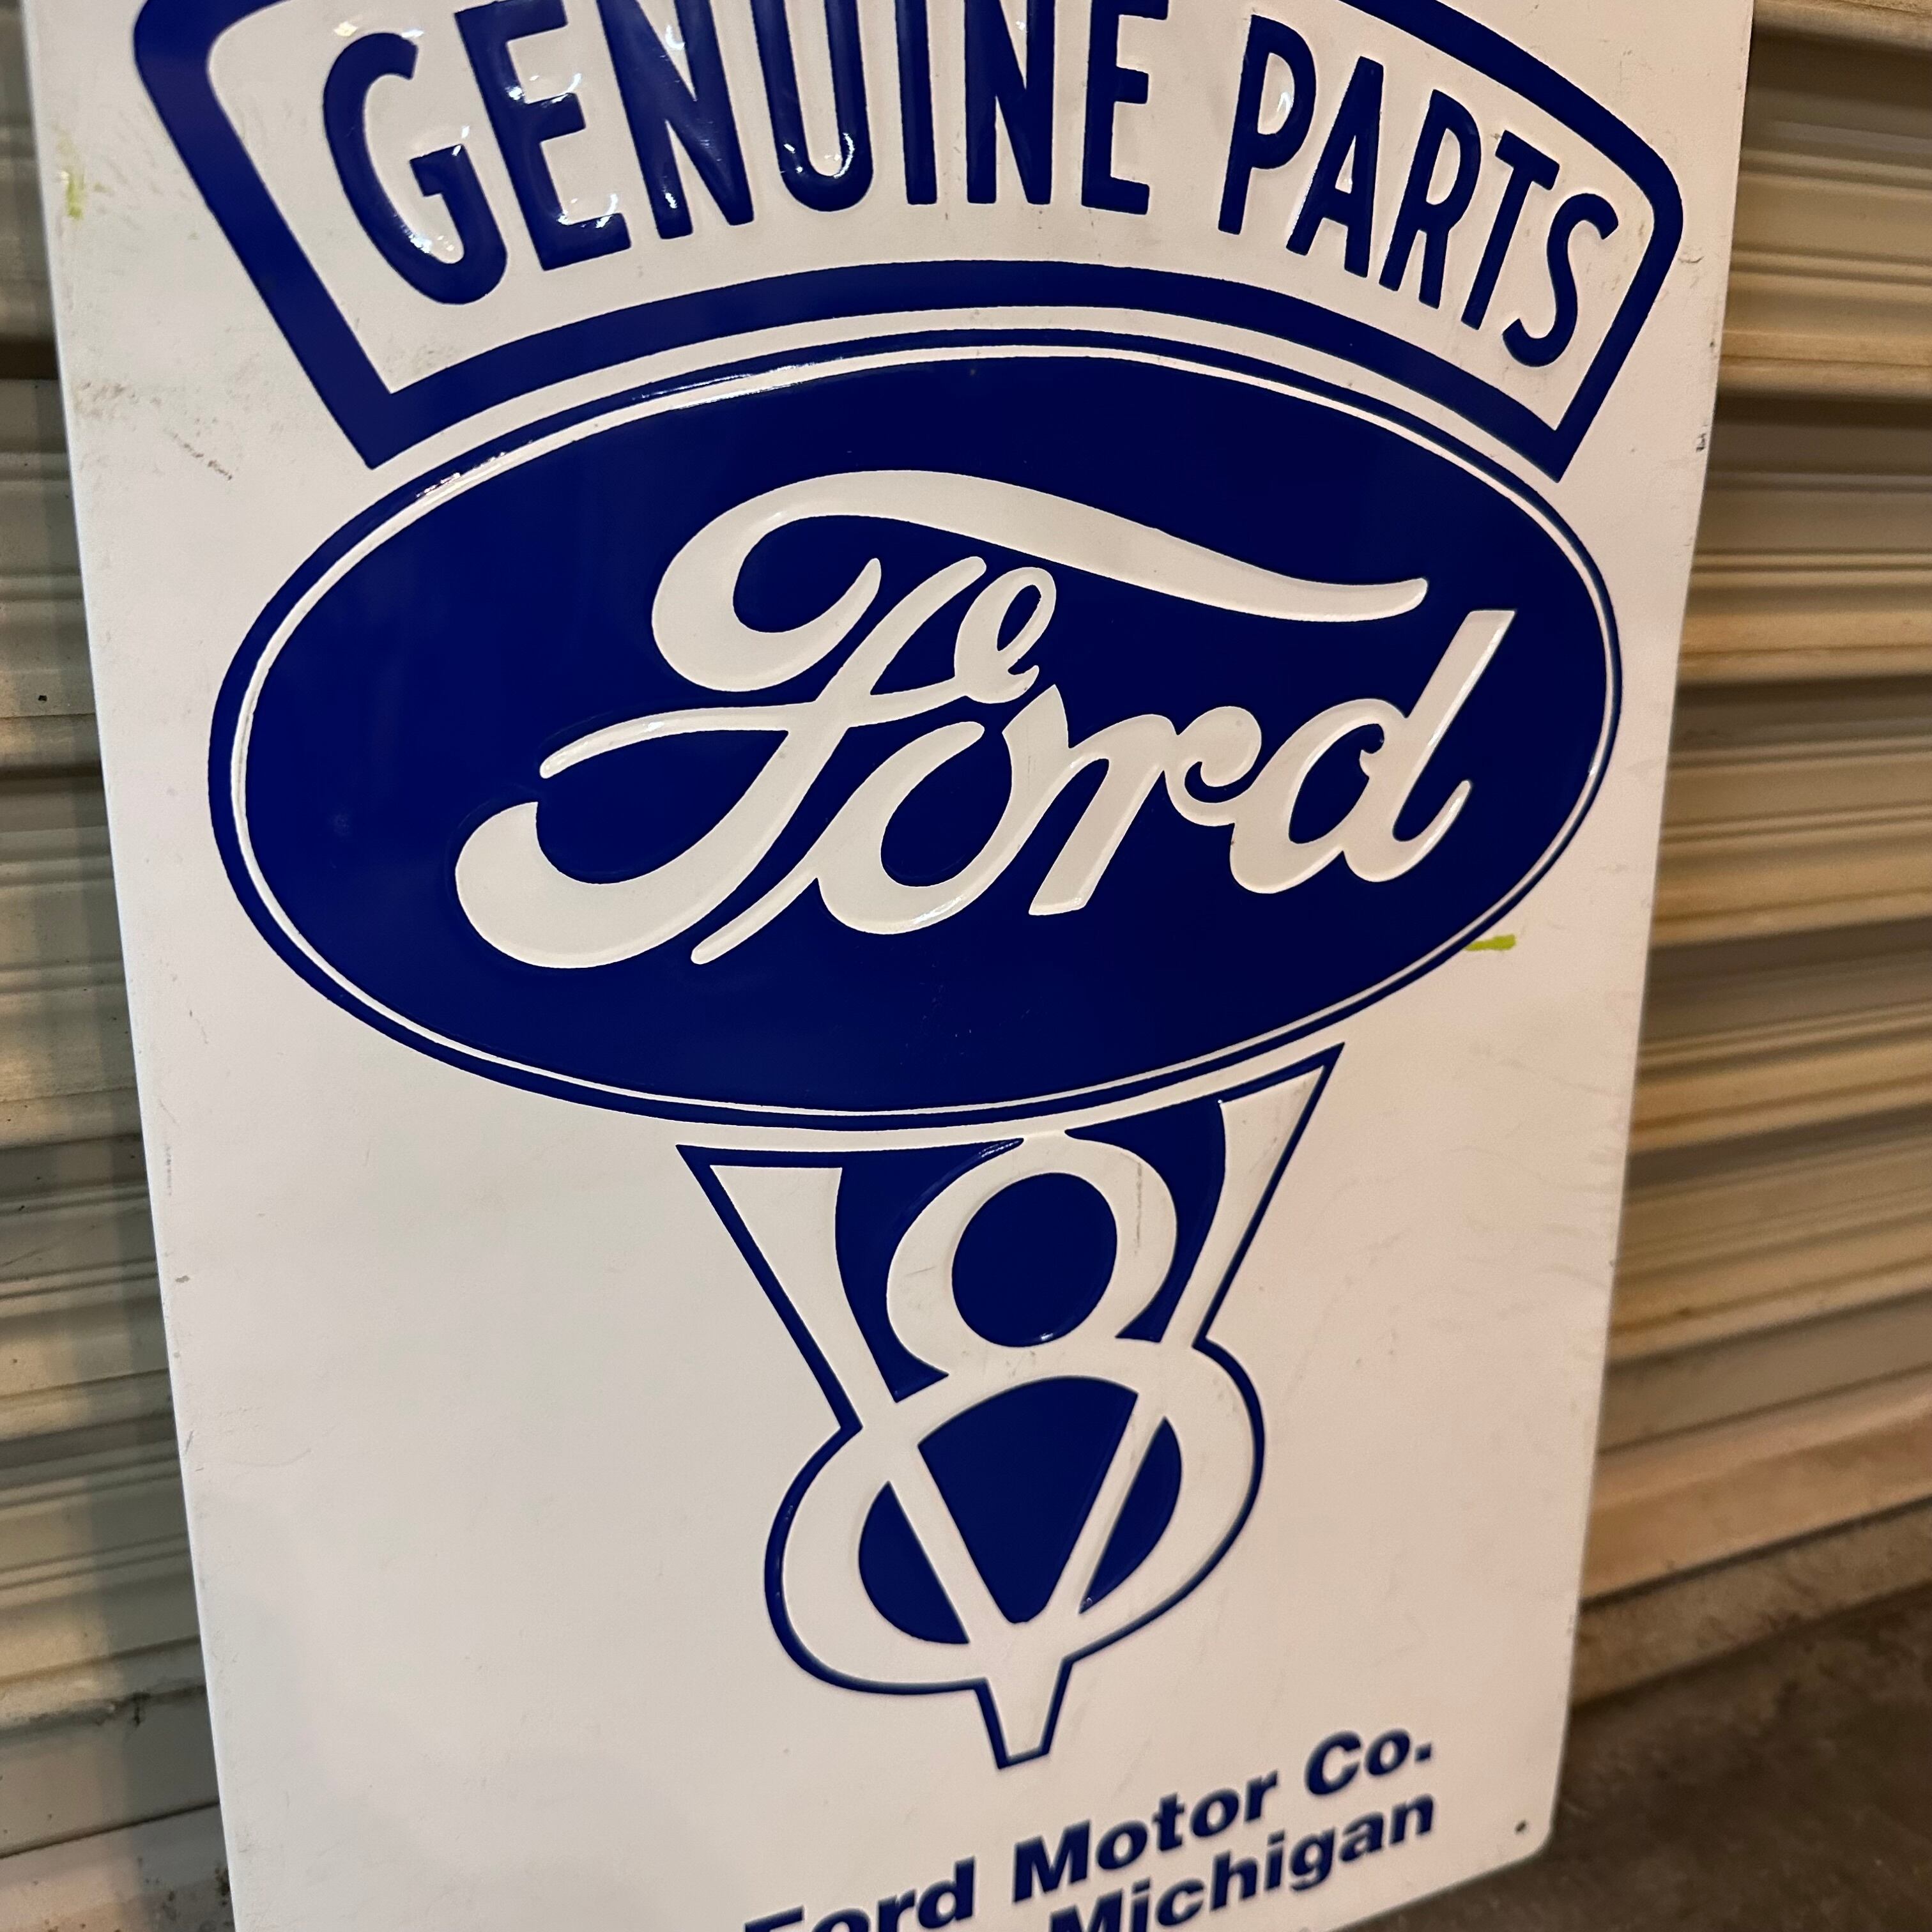 GENUINE PARTS
Ford
V8
Ford Motor Co.
Michigan